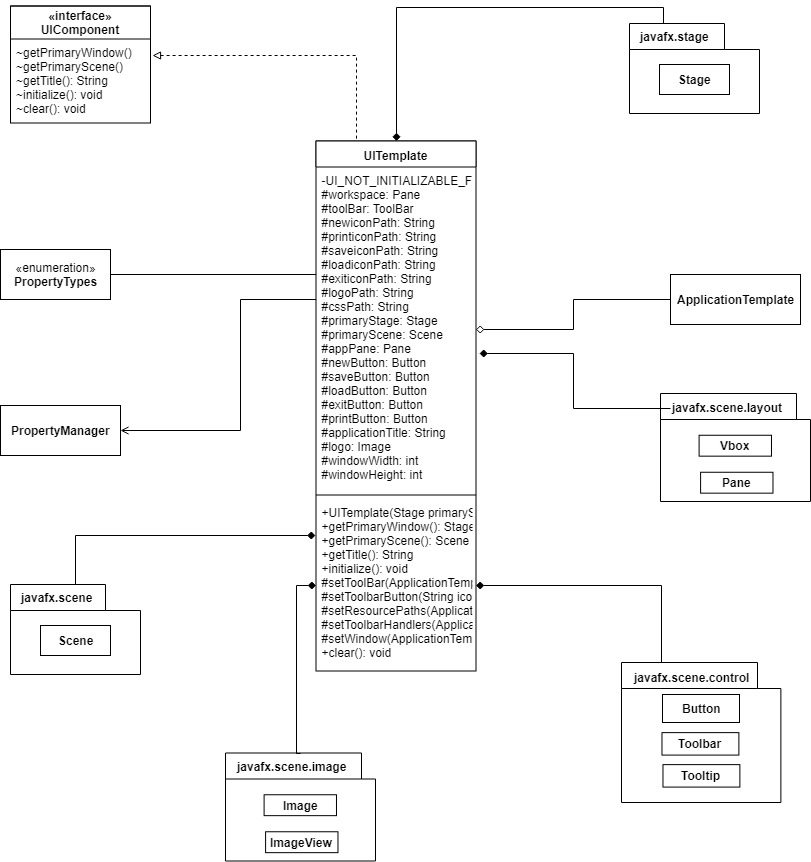 «interface»
UIComponent
~getPrimaryWindow()
~getPrimaryScene()
~getTitle(): String
~initialize(): void
~clear(): void
javafx.stage
Stage
UITemplate
-UI_NOT_INITIALIZABLE_F
#workspace: Pane
#toolBar: ToolBar
#newiconPath: String
#printiconPath: String
#saveiconPath: String
#loadiconPath: String
#exiticonPath: String
#logoPath: String
#cssPath: String
#primaryStage: Stage
#primaryScene: Scene
#appPane: Pane
#newButton: Button
#saveButton: Button
#loadButton: Button
#exitButton: Button
#printButton: Button
#applicationTitle: String
#logo: Image
#windowWidth: int
#windowHeight: int
+UITemplate(Stage primaryS
+getPrimaryWindow(): Stage
+getPrimaryScene(): Scene
+getTitle(): String
+initialize(): void
#setToolBar(ApplicationTemp
#setToolbarButton(String ico
#setResourcePaths(Applicat
#setToolbarHandlers(Applica
#setWindow(ApplicationTem
+clear(): void
«enumeration»
PropertyTypes
PropertyManager
ApplicationTemplate
javafx.scene.layout
Vbox
Pane
javafx.scene
Scene
javafx.scene.control
Button
Toolbar
Tooltip
javafx.scene.image
Image
ImageView